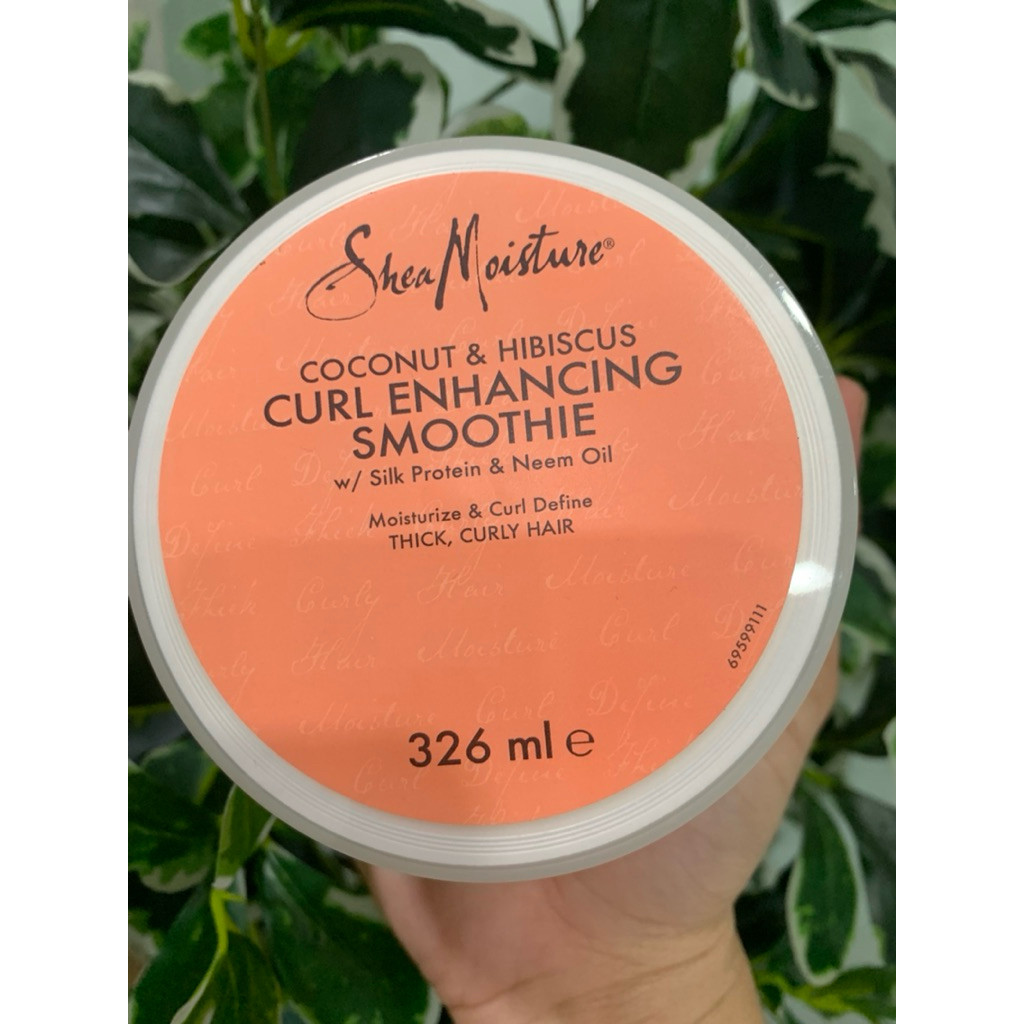 SheaMoisture®
COCONUT & HIBISCUS
CURL ENHANCING
SMOOTHIE
w/ Silk Protein & Neem Oil
Moisturize & Curl Define
THICK, CURLY HAIR
69599111
326 ml ℮